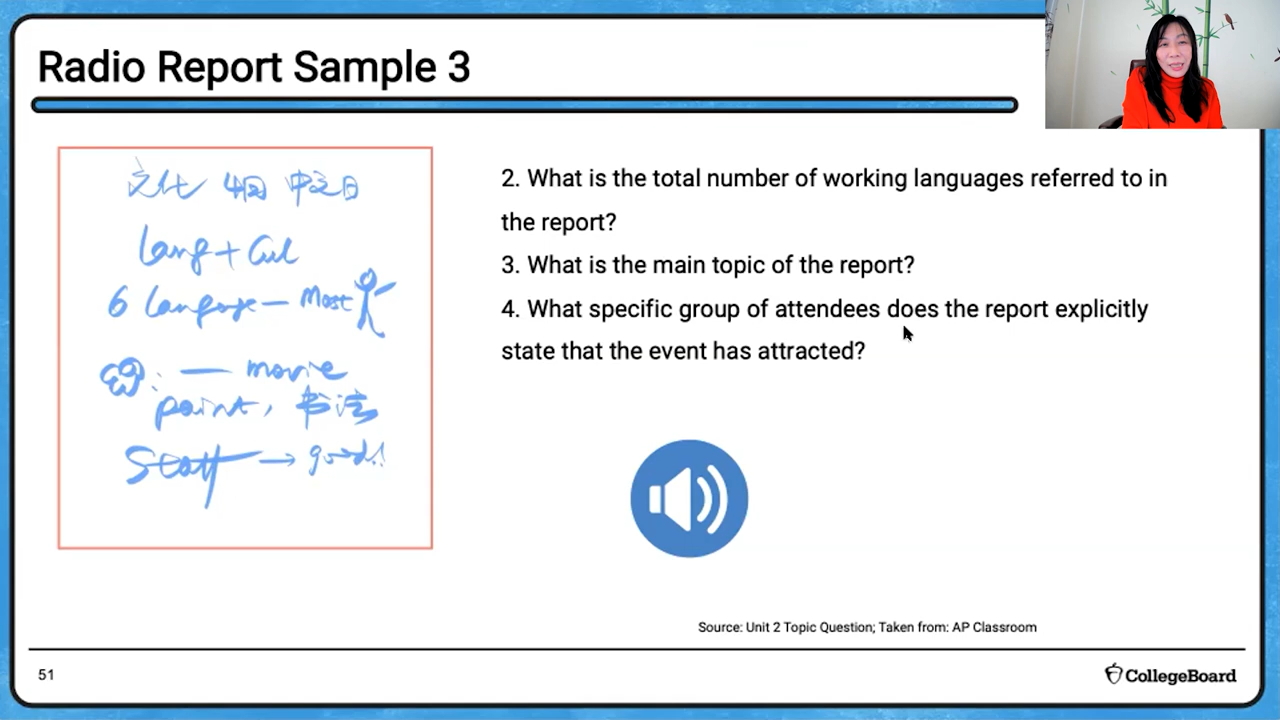 Radio Report Sample 3
文化 4回 中文日
Lang + Cul
6 Language — Most
— movie
paint, 书法
Staff → good!
2. What is the total number of working languages referred to in
the report?
3. What is the main topic of the report?
4. What specific group of attendees does the report explicitly
state that the event has attracted?
Source: Unit 2 Topic Question; Taken from: AP Classroom
51
CollegeBoard